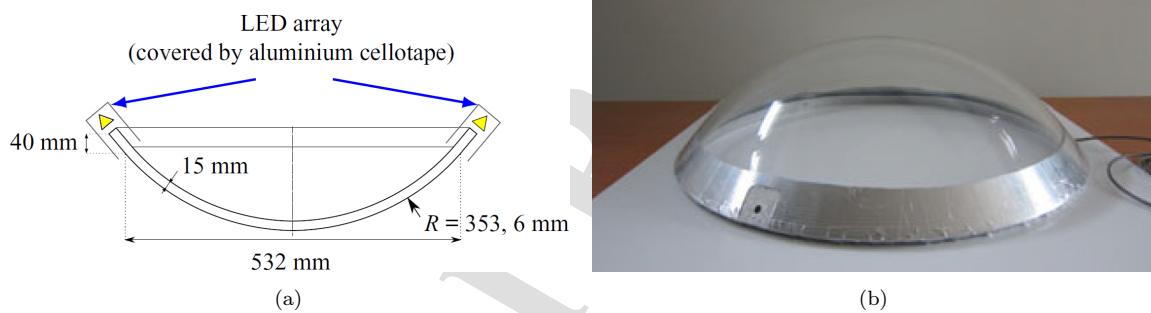 LED array
(covered by aluminium cellotape)
40 mm
15 mm
R = 353, 6 mm
532 mm
(a)
(b)